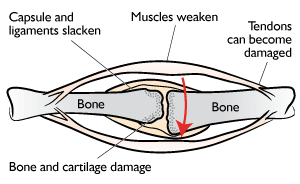 Capsule and
ligaments slacken
Muscles weaken
Tendons
can become
damaged
Bone
Bone
Bone and cartilage damage